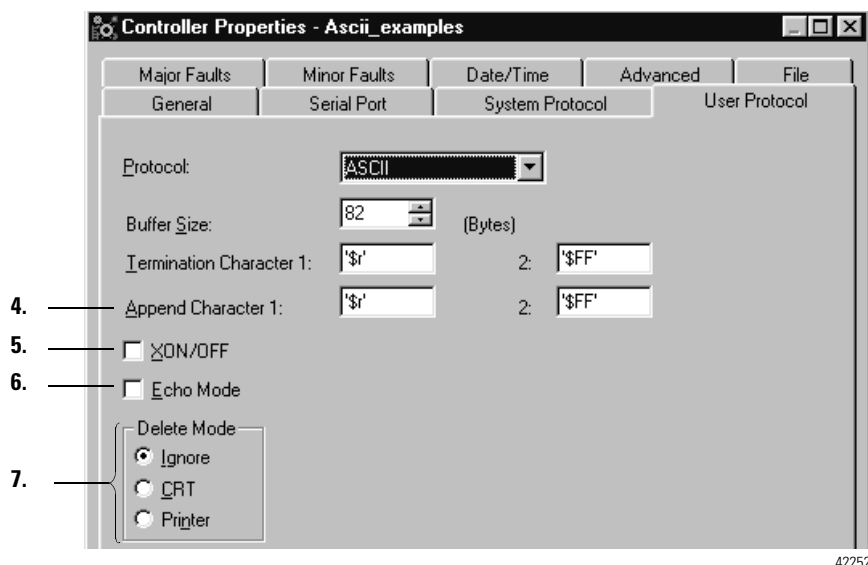 Controller Properties - Ascii_examples
Major Faults Minor Faults Date/Time Advanced File
General Serial Port System Protocol User Protocol
Protocol: ASCII
Buffer Size: 82 (Bytes)
Termination Character 1: '$r' 2: '$FF'
4. Append Character 1: '$r' 2: '$FF'
5. XON/OFF
6. Echo Mode
Delete Mode
Ignore
7. CRT
Printer
42252